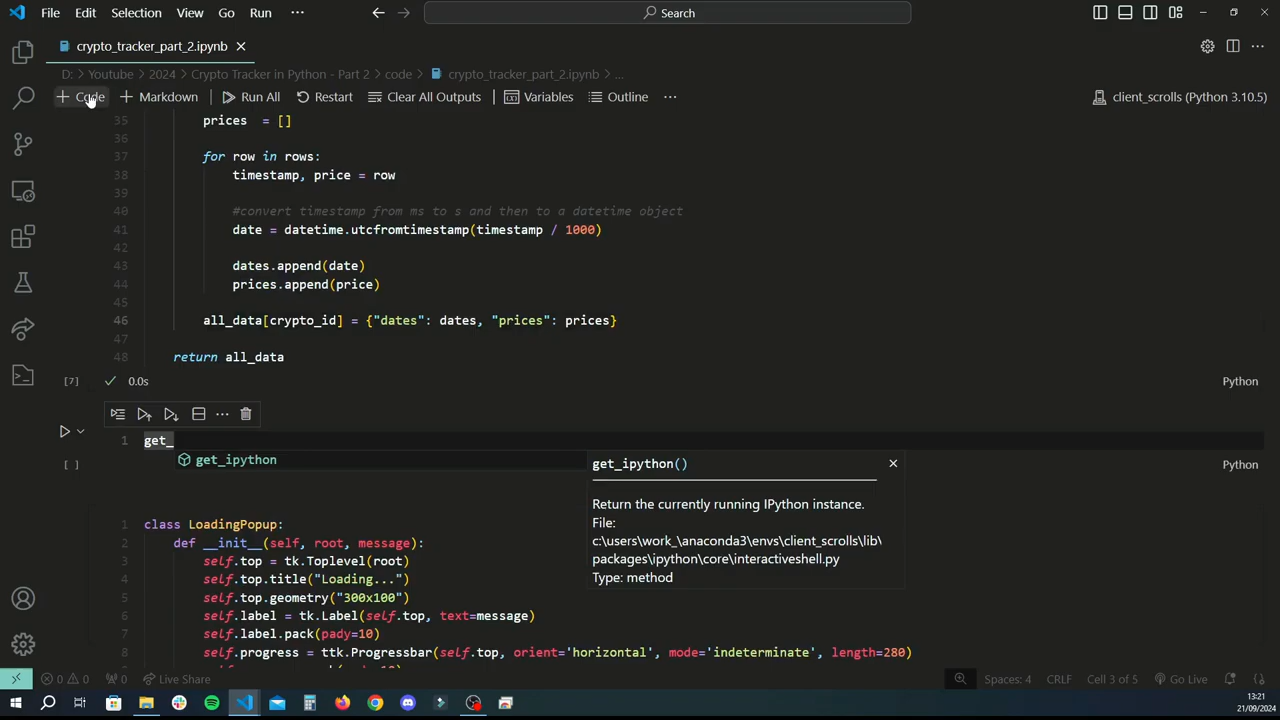 File Edit Selection View Go Run ··· Search
crypto_tracker_part_2.ipynb
D: > Youtube > 2024 > Crypto Tracker in Python - Part 2 > code > crypto_tracker_part_2.ipynb > ...
+ Code + Markdown Run All Restart Clear All Outputs Variables Outline ··· client_scrolls (Python 3.10.5)
35 prices = []
36
37 for row in rows:
38 timestamp, price = row
39
40 #convert timestamp from ms to s and then to a datetime object
41 date = datetime.utcfromtimestamp(timestamp / 1000)
42
43 dates.append(date)
44 prices.append(price)
45
46 all_data[crypto_id] = {"dates": dates, "prices": prices}
47
48 return all_data
[7] 0.0s Python
1 get_
get_ipython
[ ] Python
get_ipython()
Return the currently running IPython instance.
File:
c:\users\work_\anaconda3\envs\client_scrolls\lib\
packages\ipython\core\interactiveshell.py
Type: method
1 class LoadingPopup:
2 def __init__(self, root, message):
3 self.top = tk.Toplevel(root)
4 self.top.title("Loading...")
5 self.top.geometry("300x100")
6 self.label = tk.Label(self.top, text=message)
7 self.label.pack(pady=10)
8 self.progress = ttk.Progressbar(self.top, orient='horizontal', mode='indeterminate', length=280)
0 0 0 Live Share Spaces: 4 CRLF Cell 3 of 5 Go Live
13:21
21/09/2024